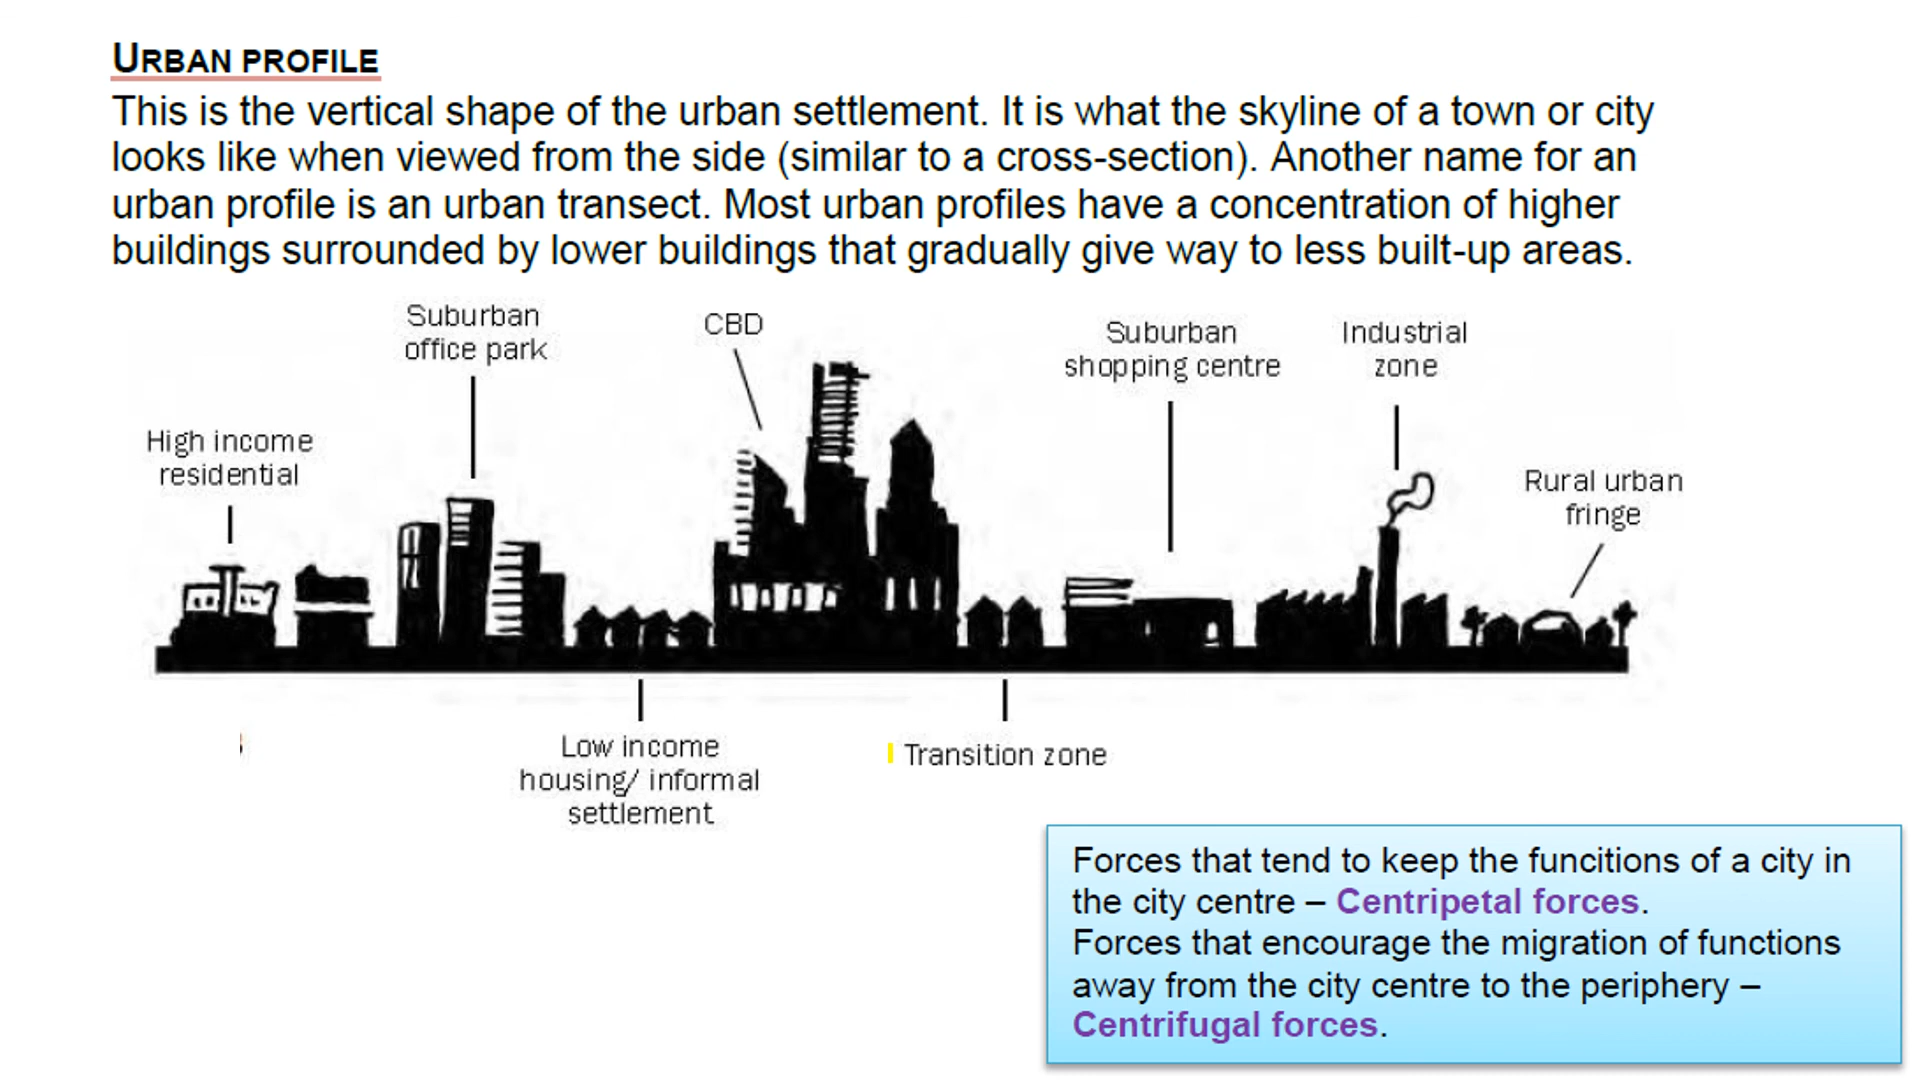 URBAN PROFILE
This is the vertical shape of the urban settlement. It is what the skyline of a town or city
looks like when viewed from the side (similar to a cross-section). Another name for an
urban profile is an urban transect. Most urban profiles have a concentration of higher
buildings surrounded by lower buildings that gradually give way to less built-up areas.
High income
residential
Suburban
office park
CBD
Suburban
shopping centre
Industrial
zone
Rural urban
fringe
Low income
housing/ informal
settlement
Transition zone
Forces that tend to keep the funcitions of a city in
the city centre – Centripetal forces.
Forces that encourage the migration of functions
away from the city centre to the periphery –
Centrifugal forces.